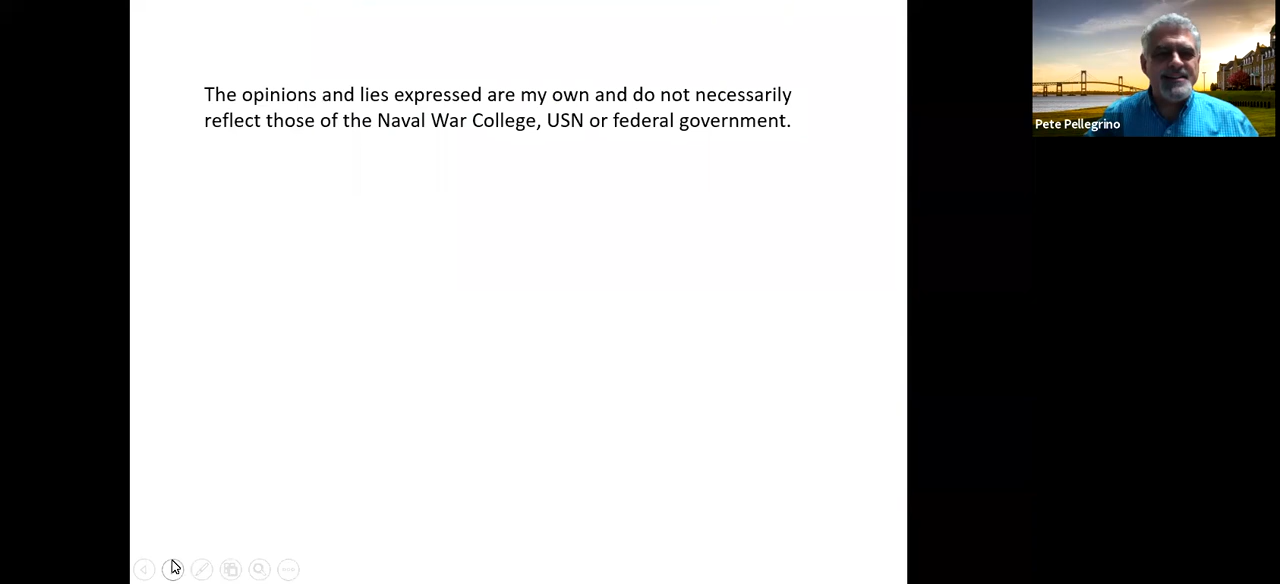 The opinions and lies expressed are my own and do not necessarily
reflect those of the Naval War College, USN or federal government.
Pete Pellegrino